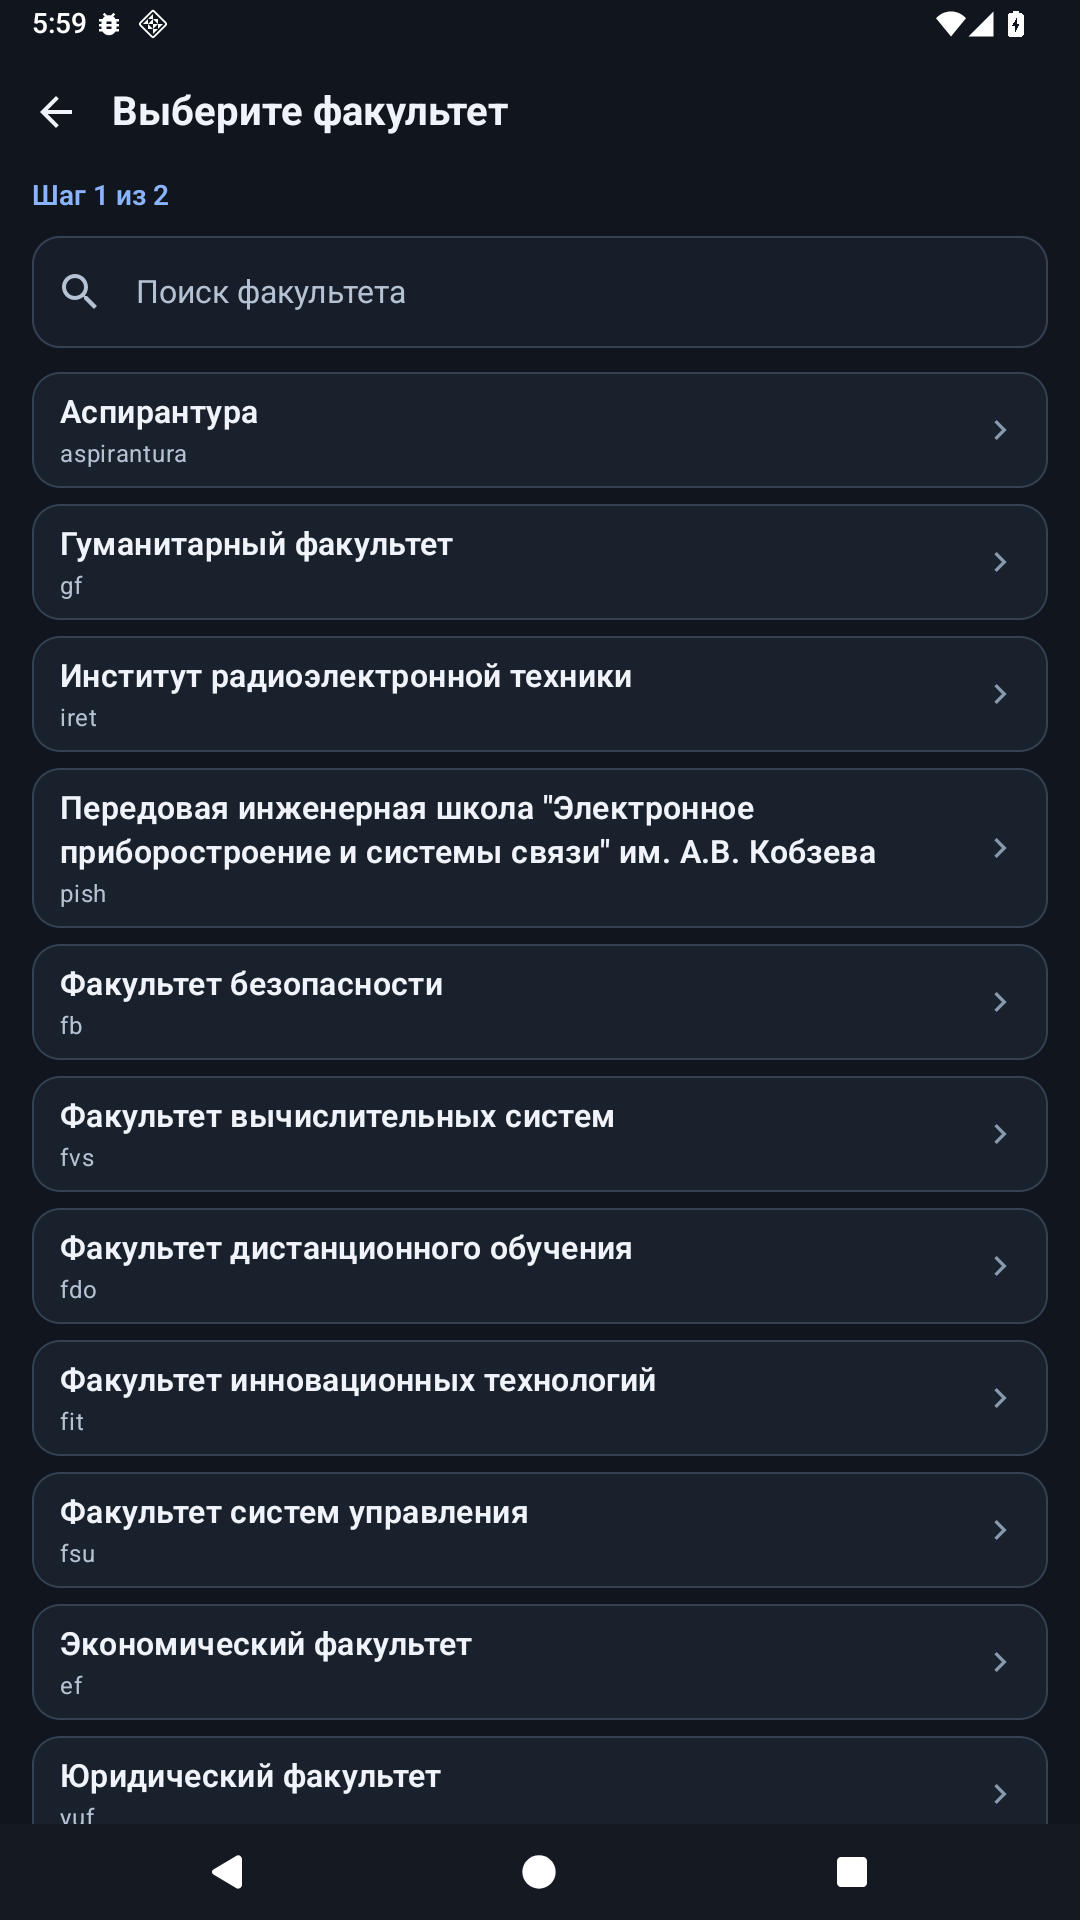 5:59
Выберите факультет
Шаг 1 из 2
Поиск факультета
Аспирантура
aspirantura
Гуманитарный факультет
gf
Институт радиоэлектронной техники
iret
Передовая инженерная школа "Электронное
приборостроение и системы связи" им. А.В. Кобзева
pish
Факультет безопасности
fb
Факультет вычислительных систем
fvs
Факультет дистанционного обучения
fdo
Факультет инновационных технологий
fit
Факультет систем управления
fsu
Экономический факультет
ef
Юридический факультет
yuf